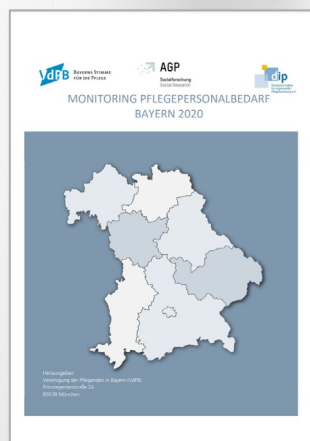 VdPB
BAYERNS STIMME
FÜR DIE PFLEGE
AGP
Sozialforschung
Social Research
dip
MONITORING PFLEGEPERSONALBEDARF
BAYERN 2020
Herausgeber
Vereinigung der Pflegenden in Bayern (VdPB)
Prinzregentenstraße 24
80538 München